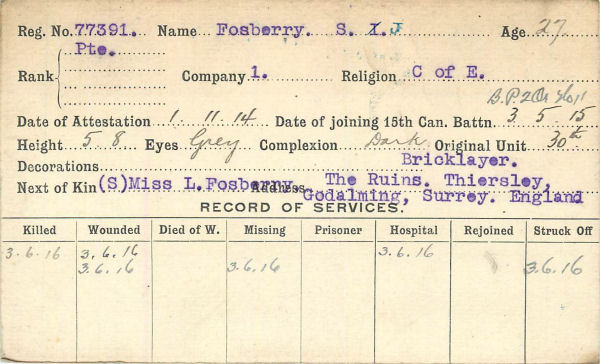 Reg. No. 77391. Name Fosberry. S. I. J Age 27
Pte.
Rank Company 1. Religion C of E.
Date of Attestation 1 11 14 Date of joining 15th Can. Battn 3 5 15
Height 5 8 Eyes Grey Complexion Dark Original Unit 30th
Decorations Bricklayer.
Next of Kin (S)Miss L.Fosberry Address The Ruins. Thiersley,
Godalming, Surrey. England
RECORD OF SERVICES.
Killed Wounded Died of W. Missing Prisoner Hospital Rejoined Struck Off
3.6.16 3.6.16 3.6.16
3.6.16 3.6.16 3.6.16